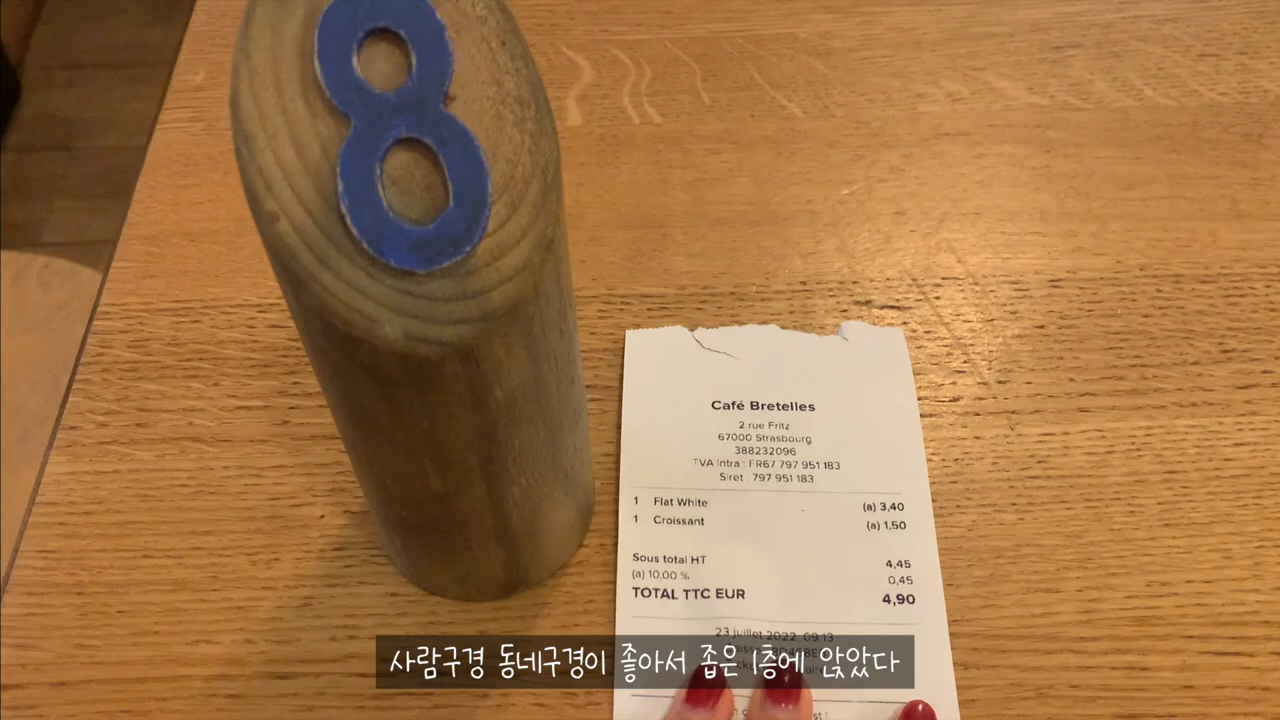 8
Café Bretelles
2 rue Fritz
67000 Strasbourg
388232096
TVA Intra : FR67 797 951 183
Siret : 797 951 183
1 Flat White (a) 3,40
1 Croissant (a) 1,50
Sous total HT 4,45
(a) 10,00 % 0,45
TOTAL TTC EUR 4,90
23 juillet 2022 09:13
사람구경 동네구경이 좋아서 좁은 1층에 앉았다